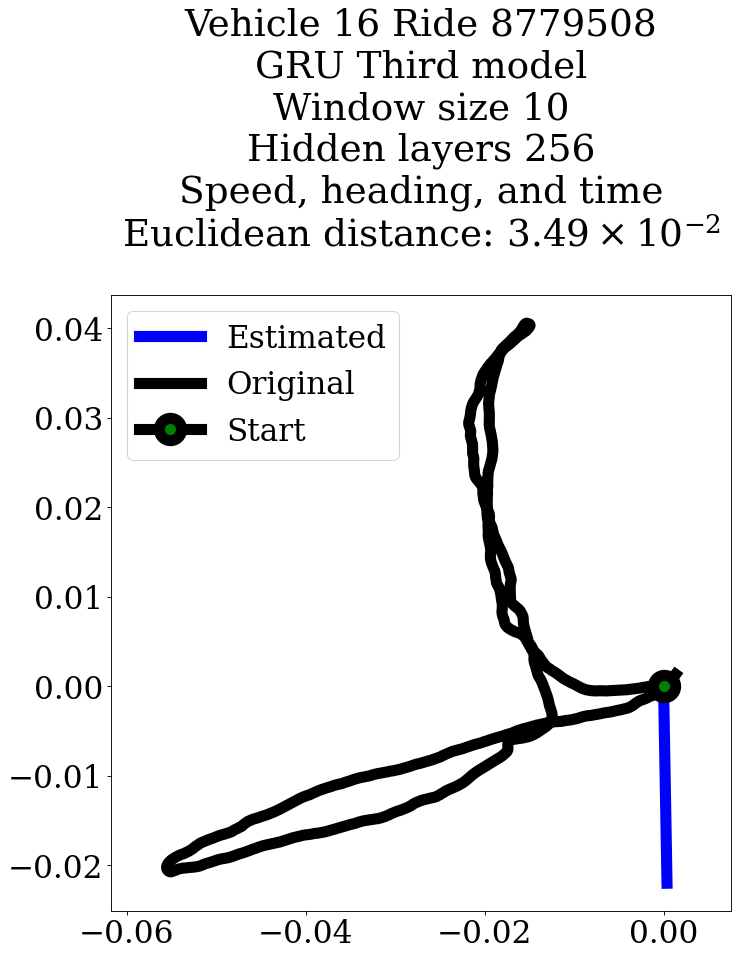 Vehicle 16 Ride 8779508
GRU Third model
Window size 10
Hidden layers 256
Speed, heading, and time
Euclidean distance: 3.49 × 10⁻²
Estimated
Original
Start
0.04
0.03
0.02
0.01
0.00
−0.01
−0.02
−0.06 −0.04 −0.02 0.00